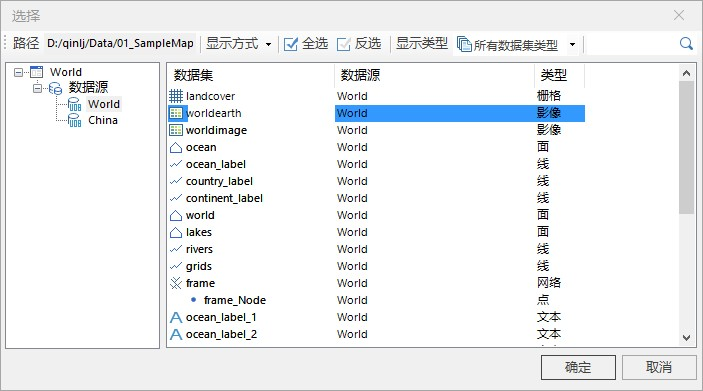 选择
路径 D:/qinlj/Data/01_SampleMap 显示方式 全选 反选 显示类型 所有数据集类型
World
数据源
World
China
数据集 数据源 类型
landcover World 栅格
worldearth World 影像
worldimage World 影像
ocean World 面
ocean_label World 线
country_label World 线
continent_label World 线
world World 面
lakes World 面
rivers World 线
grids World 线
frame World 网络
frame_Node World 点
ocean_label_1 World 文本
ocean_label_2 World 文本
确定 取消